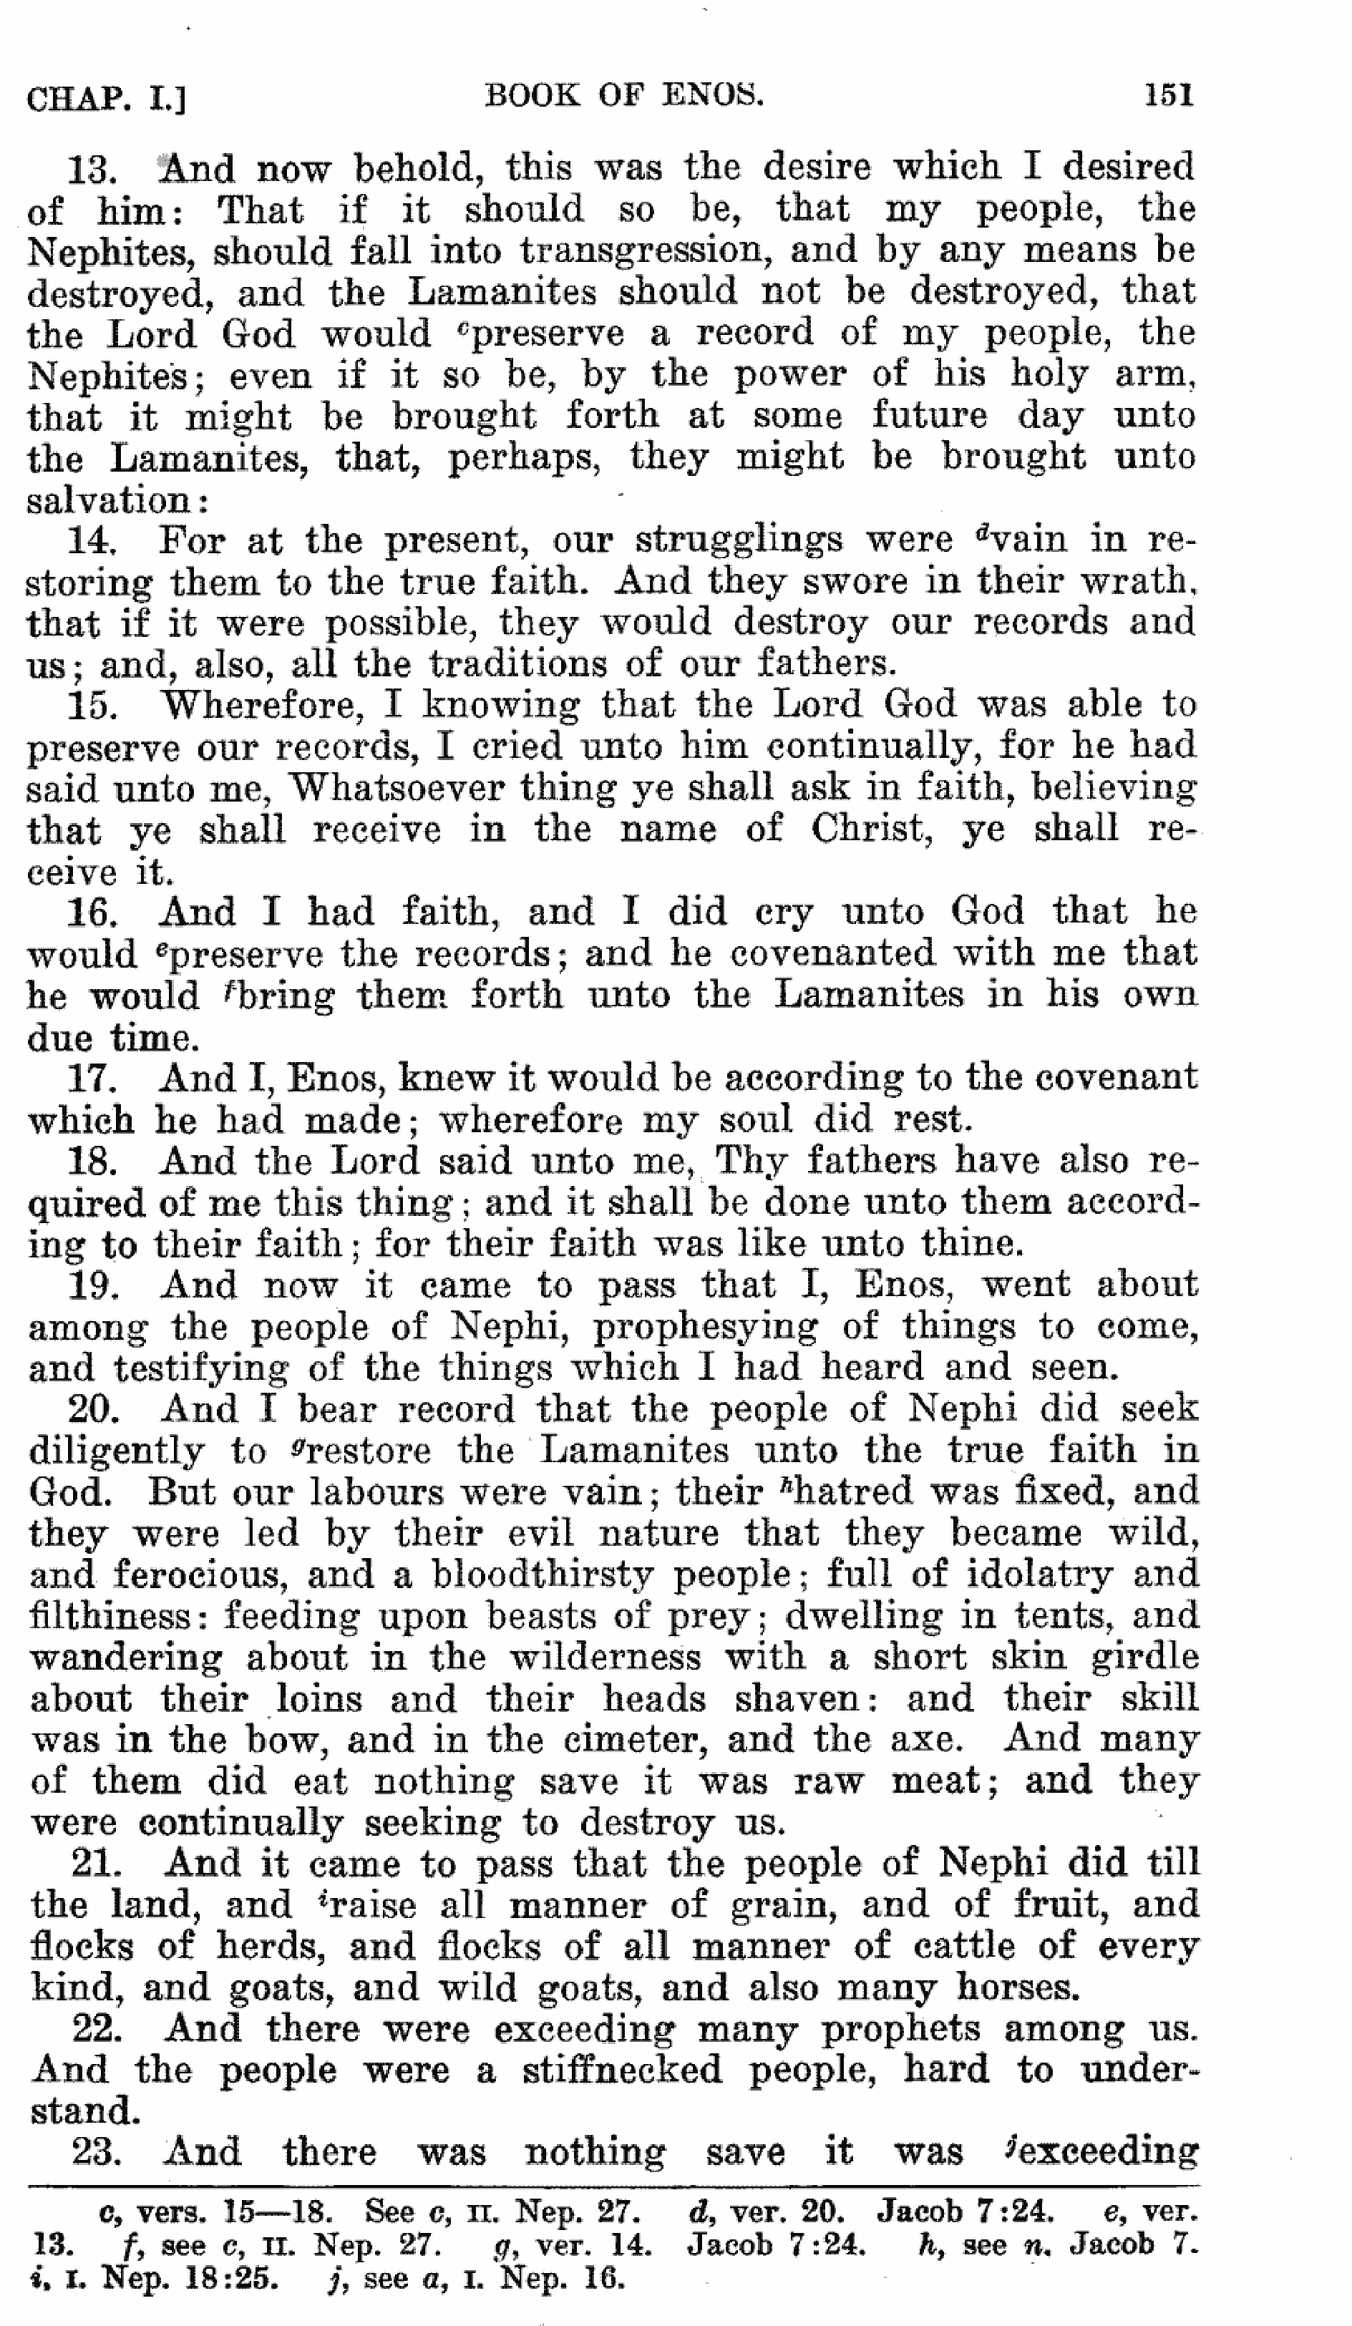 CHAP. I.] BOOK OF ENOS. 151
13. And now behold, this was the desire which I desired
of him: That if it should so be, that my people, the
Nephites, should fall into transgression, and by any means be
destroyed, and the Lamanites should not be destroyed, that
the Lord God would cpreserve a record of my people, the
Nephites; even if it so be, by the power of his holy arm,
that it might be brought forth at some future day unto
the Lamanites, that, perhaps, they might be brought unto
salvation:
14. For at the present, our strugglings were dvain in re-
storing them to the true faith. And they swore in their wrath,
that if it were possible, they would destroy our records and
us; and, also, all the traditions of our fathers.
15. Wherefore, I knowing that the Lord God was able to
preserve our records, I cried unto him continually, for he had
said unto me, Whatsoever thing ye shall ask in faith, believing
that ye shall receive in the name of Christ, ye shall re-
ceive it.
16. And I had faith, and I did cry unto God that he
would epreserve the records; and he covenanted with me that
he would fbring them forth unto the Lamanites in his own
due time.
17. And I, Enos, knew it would be according to the covenant
which he had made; wherefore my soul did rest.
18. And the Lord said unto me, Thy fathers have also re-
quired of me this thing; and it shall be done unto them accord-
ing to their faith; for their faith was like unto thine.
19. And now it came to pass that I, Enos, went about
among the people of Nephi, prophesying of things to come,
and testifying of the things which I had heard and seen.
20. And I bear record that the people of Nephi did seek
diligently to grestore the Lamanites unto the true faith in
God. But our labours were vain; their hhatred was fixed, and
they were led by their evil nature that they became wild,
and ferocious, and a bloodthirsty people; full of idolatry and
filthiness: feeding upon beasts of prey; dwelling in tents, and
wandering about in the wilderness with a short skin girdle
about their loins and their heads shaven: and their skill
was in the bow, and in the cimeter, and the axe. And many
of them did eat nothing save it was raw meat; and they
were continually seeking to destroy us.
21. And it came to pass that the people of Nephi did till
the land, and iraise all manner of grain, and of fruit, and
flocks of herds, and flocks of all manner of cattle of every
kind, and goats, and wild goats, and also many horses.
22. And there were exceeding many prophets among us.
And the people were a stiffnecked people, hard to under-
stand.
23. And there was nothing save it was jexceeding
c, vers. 15—18. See c, II. Nep. 27. d, ver. 20. Jacob 7:24. e, ver.
13. f, see c, II. Nep. 27. g, ver. 14. Jacob 7:24. h, see n. Jacob 7.
i, I. Nep. 18:25. j, see a, I. Nep. 16.